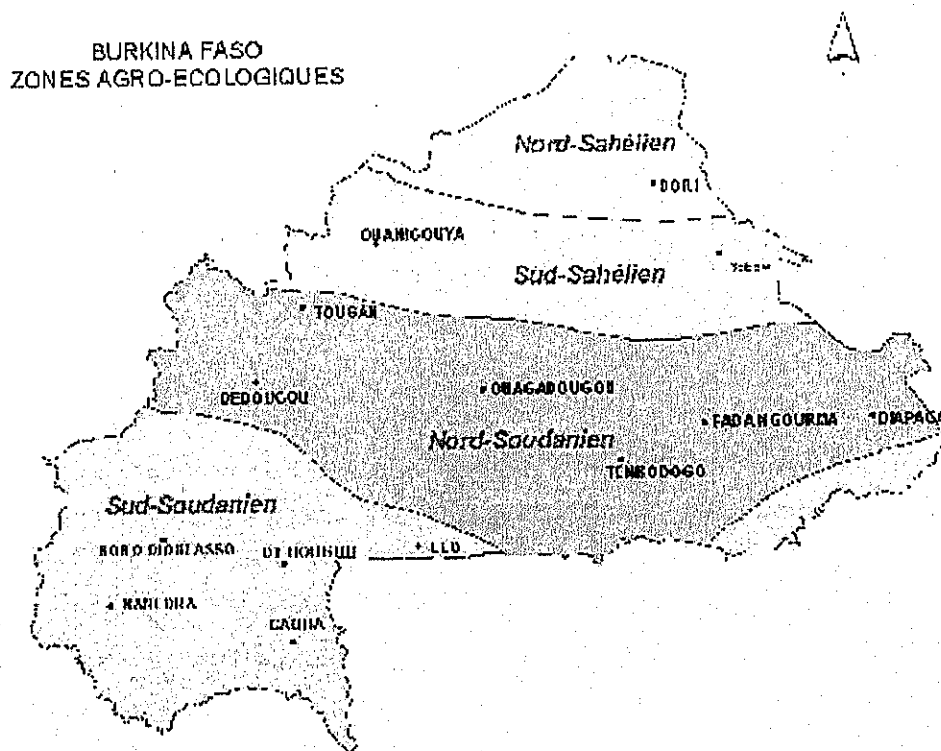 BURKINA FASO
ZONES AGRO-ECOLOGIQUES
Nord-Sahélien
DORI
OUAHIGOUYA
Sud-Sahélien
TOUGAN
DEDOUGOU
OUAGADOUGOU
FADA NGOURMA
DIAPAGA
Nord-Soudanien
TENKODOGO
Sud-Soudanien
BOBO DIOULASSO
LEO
GAOUA